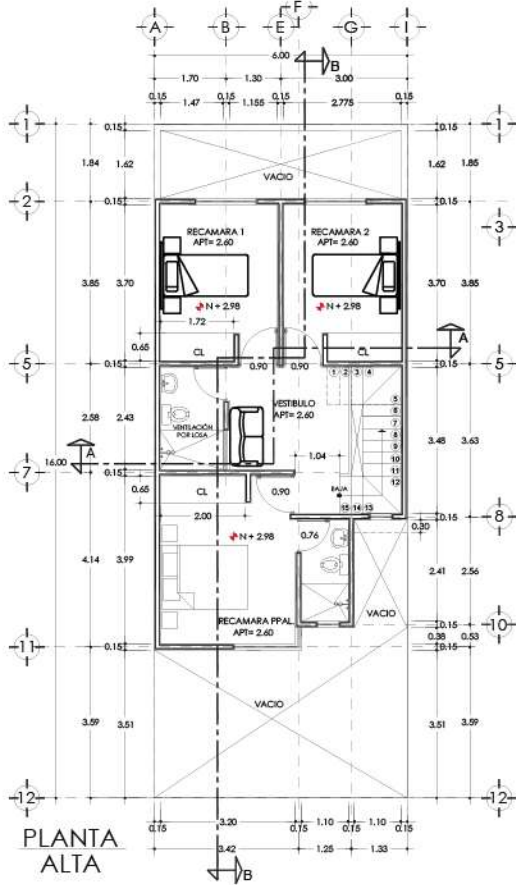 F
A B E G I
B
6.00
1.70 1.30 3.00
0.15 0.15 0.15 0.15
1.47 1.155 2.775
1 0.15 0.15 1
1.84 1.62 VACIO 1.62 1.85
2 0.15 0.15
3
RECAMARA 1 RECAMARA 2
APT= 2.60 APT= 2.60
3.85 3.70 3.70 3.85
N + 2.98 N + 2.98
1.72
0.65 CL CL A
5 0.15 0.90 0.90 0.15 5
1 2 3 4
2.58 2.43 VESTIBULO 5
APT= 2.60 6
VENTILACIÓN 7
POR LOSA 8 3.48 3.63
A 9
1.04 10
16.00 11
7 0.15 12
0.65 CL 0.90 BAJA
2.00 15 14 13 0.15 8
N + 2.98 0.76 0.30
4.14 3.99 2.41 2.56
RECAMARA PPAL. VACIO
APT= 2.60 0.15 10
0.38 0.53
11 0.15 0.15
VACIO
3.59 3.51 3.51 3.59
12 12
0.15 3.20 0.15 1.10 0.15 1.10 0.15
3.42 1.25 1.33
PLANTA
ALTA
B